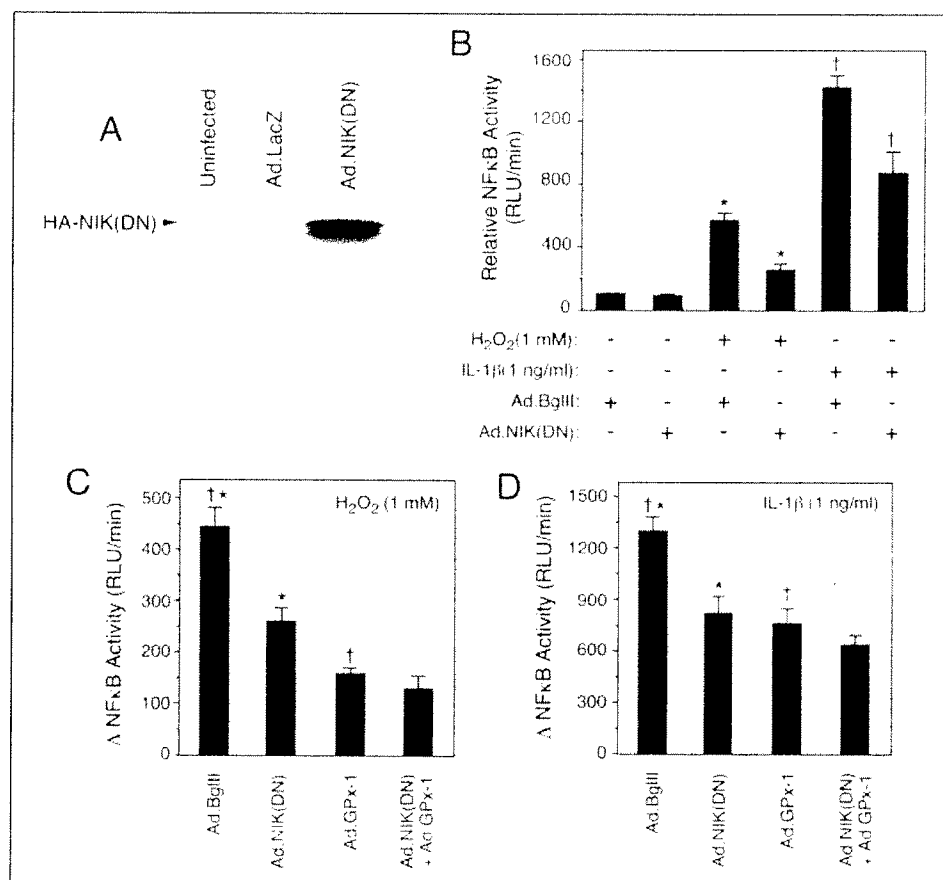 A
Uninfected
Ad.LacZ
Ad.NIK(DN)
HA-NIK(DN)
B
Relative NFκB Activity
(RLU/min)
1600
1200
800
400
0
*
*
†
†
H₂O₂(1 mM): - - + + - -
IL-1β(1 ng/ml): - - - - + +
Ad.BglII: + - + - + -
Ad.NIK(DN): - + - + - +
C
H₂O₂ (1 mM)
Δ NFκB Activity (RLU/min)
500
400
300
200
100
0
† *
*
†
Ad.BglII
Ad.NIK(DN)
Ad.GPx-1
Ad.NIK(DN)
+ Ad GPx-1
D
IL-1β (1 ng/ml)
Δ NFκB Activity (RLU/min)
1500
1200
900
600
300
0
† *
*
†
Ad.BglII
Ad.NIK(DN)
Ad.GPx-1
Ad NIK(DN)
+ Ad GPx-1